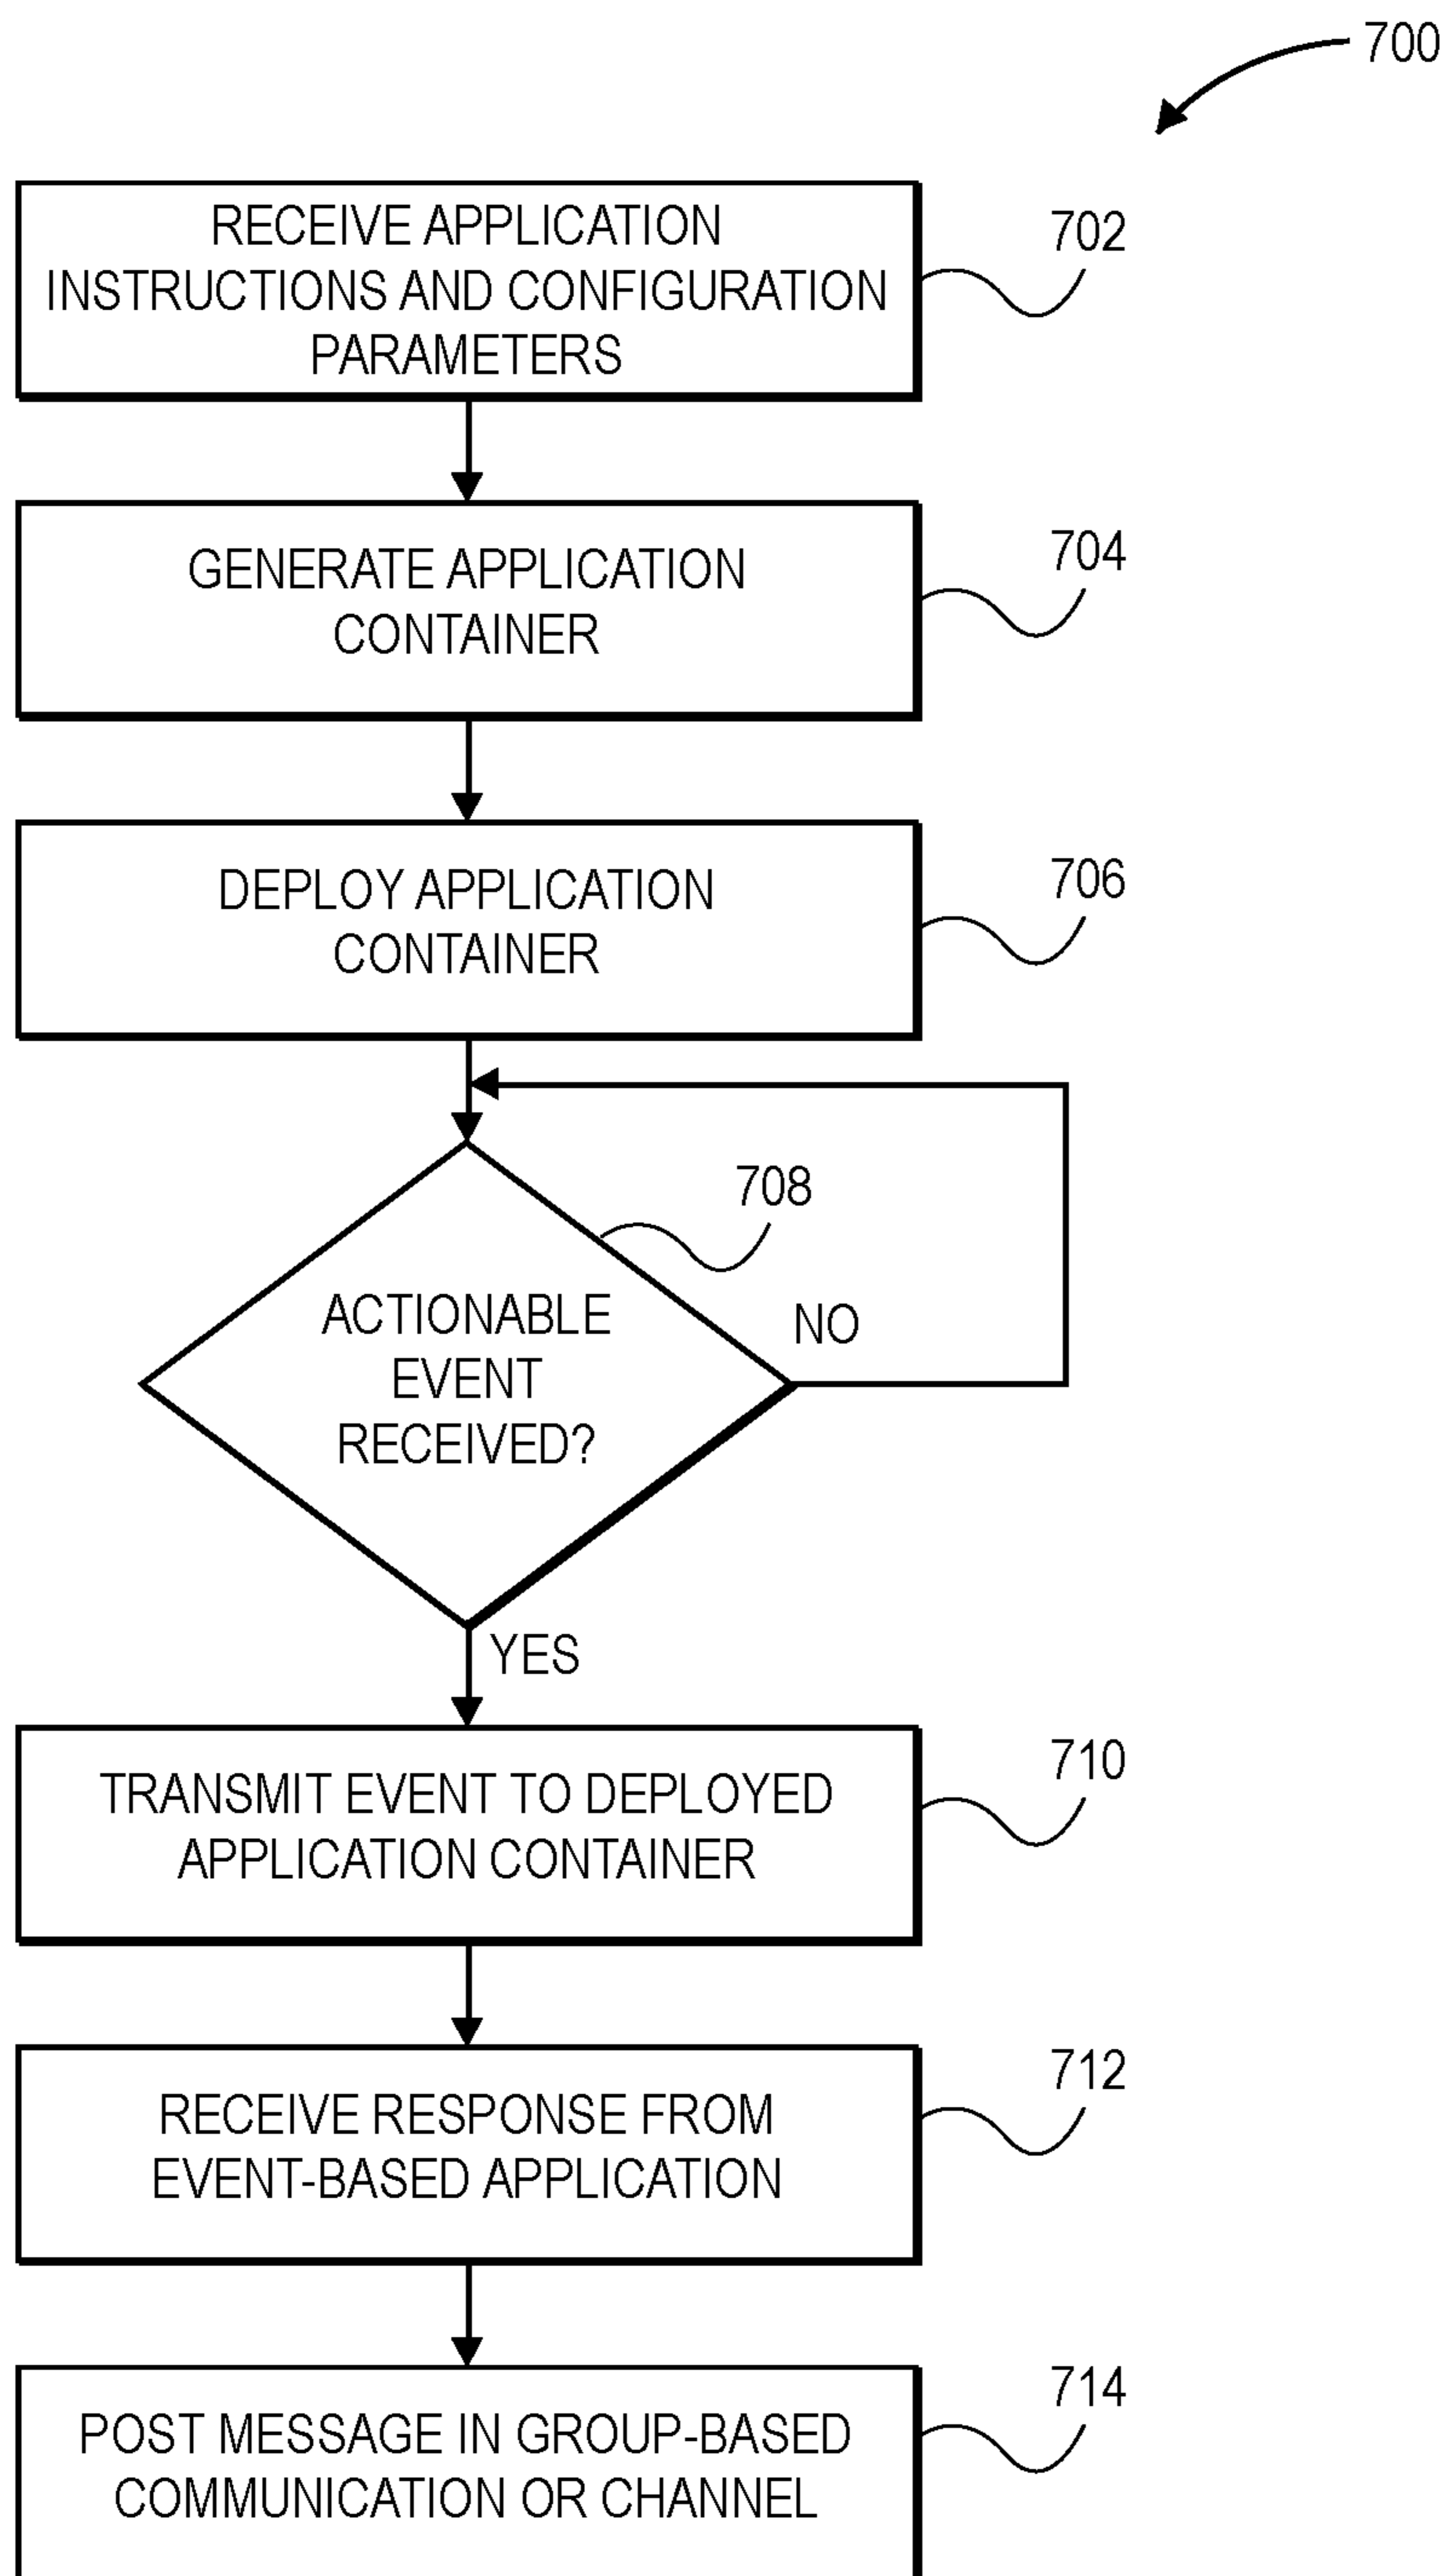 700
RECEIVE APPLICATION
INSTRUCTIONS AND CONFIGURATION
PARAMETERS
702
GENERATE APPLICATION
CONTAINER
704
DEPLOY APPLICATION
CONTAINER
706
708
ACTIONABLE
EVENT
RECEIVED?
NO
YES
TRANSMIT EVENT TO DEPLOYED
APPLICATION CONTAINER
710
RECEIVE RESPONSE FROM
EVENT-BASED APPLICATION
712
POST MESSAGE IN GROUP-BASED
COMMUNICATION OR CHANNEL
714